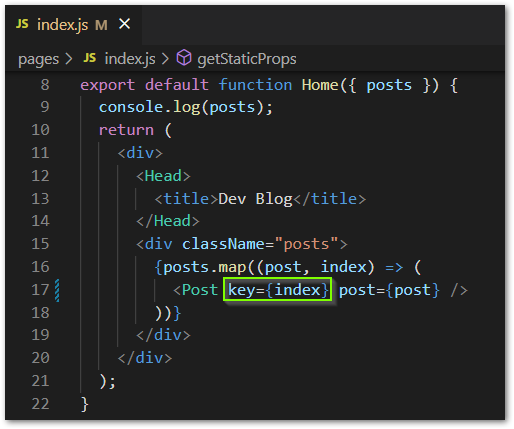 JS index.js M ×
pages > JS index.js > getStaticProps
8 export default function Home({ posts }) {
9   console.log(posts);
10   return (
11     <div>
12       <Head>
13         <title>Dev Blog</title>
14       </Head>
15       <div className="posts">
16         {posts.map((post, index) => (
17           <Post key={index} post={post} />
18         ))}
19       </div>
20     </div>
21   );
22 }